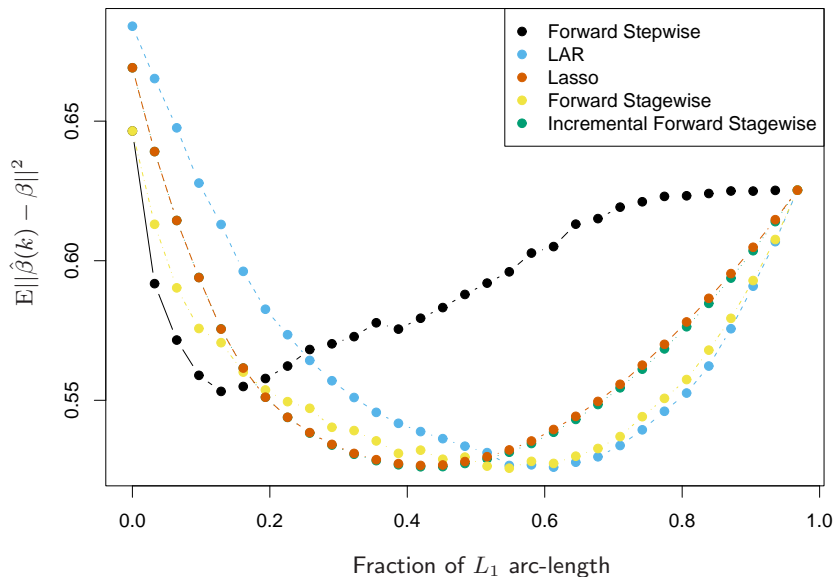 Forward Stepwise
LAR
Lasso
Forward Stagewise
Incremental Forward Stagewise
E||β̂(k) − β||²
0.65
0.60
0.55
0.0 0.2 0.4 0.6 0.8 1.0
Fraction of L₁ arc-length